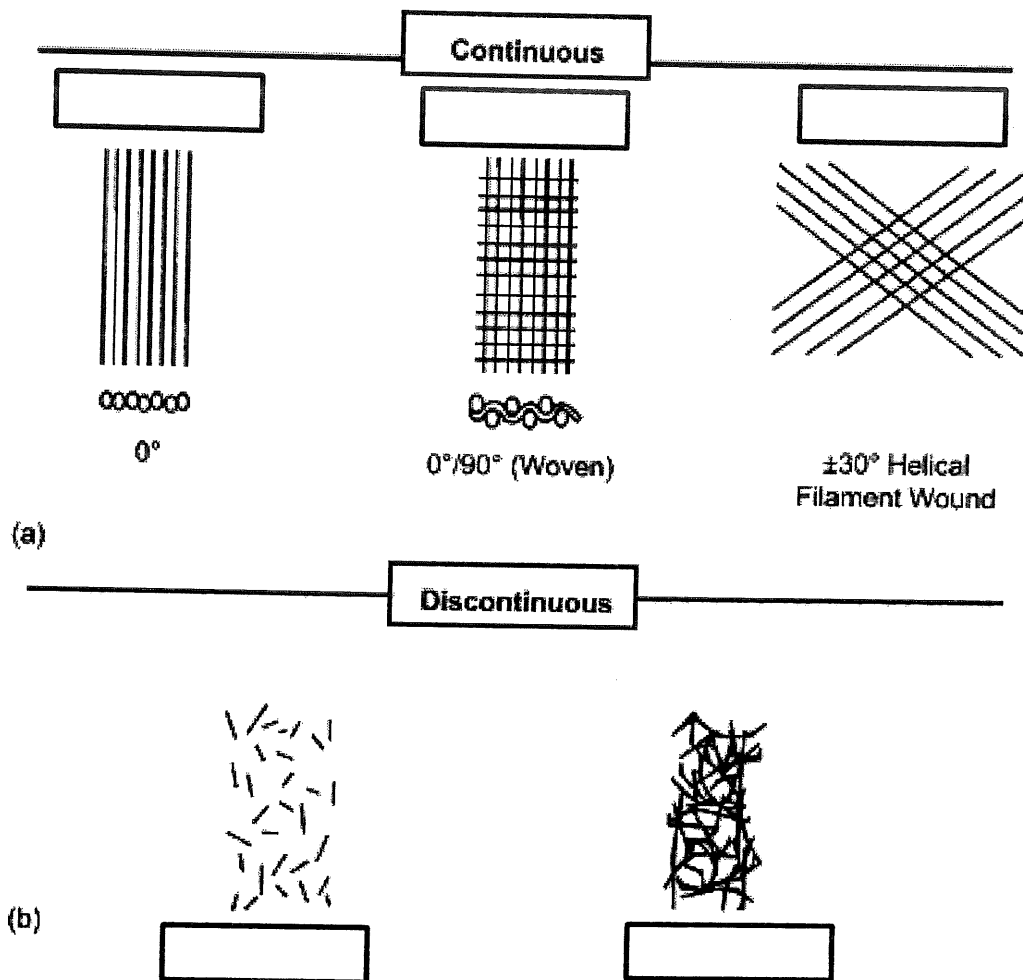 Continuous
0°
0°/90° (Woven)
±30° Helical
Filament Wound
(a)
Discontinuous
(b)